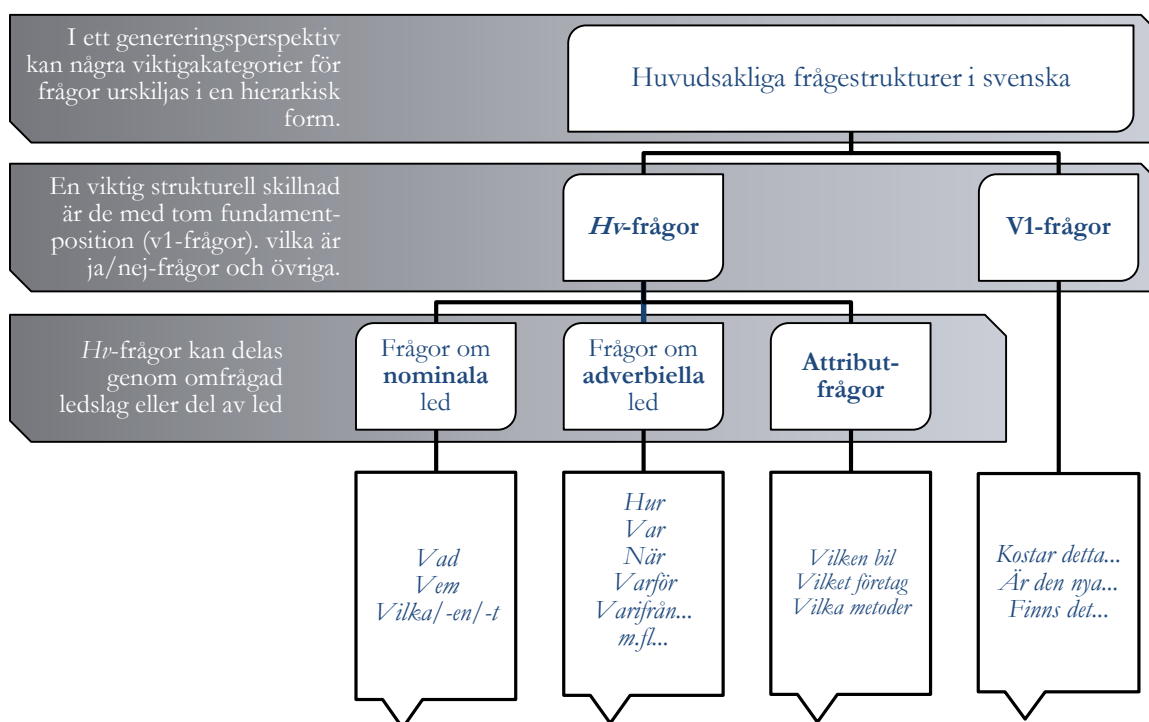 I ett genereringsperspektiv
kan några viktigakategorier för
frågor urskiljas i en hierarkisk
form.
Huvudsakliga frågestrukturer i svenska
En viktig strukturell skillnad
är de med tom fundament-
position (v1-frågor). vilka är
ja/nej-frågor och övriga.
Hv-frågor
V1-frågor
Hv-frågor kan delas
genom omfrågad
ledslag eller del av led
Frågor om
nominala
led
Frågor om
adverbiella
led
Attribut-
frågor
Vad
Vem
Vilka/-en/-t
Hur
Var
När
Varför
Varifrån...
m.fl...
Vilken bil
Vilket företag
Vilka metoder
Kostar detta...
Är den nya...
Finns det...